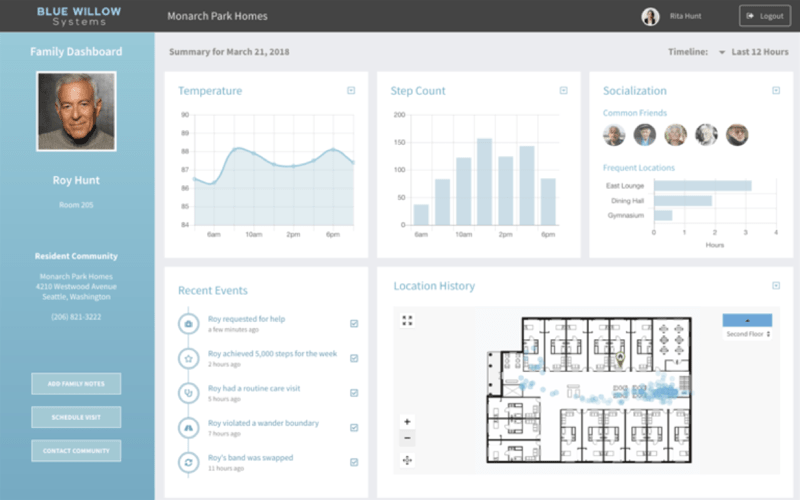 BLUE WILLOW
Systems
Monarch Park Homes
Rita Hunt
Logout
Family Dashboard
Roy Hunt
Room 205
Resident Community
Monarch Park Homes
4210 Westwood Avenue
Seattle, Washington
(206) 821-3222
ADD FAMILY NOTES
SCHEDULE VISIT
CONTACT COMMUNITY
Summary for March 21, 2018
Timeline:
Last 12 Hours
Temperature
90
89
88
87
86
85
84
6am
10am
2pm
6pm
Step Count
200
150
100
50
0
6am
10am
2pm
6pm
Socialization
Common Friends
Frequent Locations
East Lounge
Dining Hall
Gymnasium
0
1
2
3
4
Hours
Recent Events
Roy requested for help
a few minutes ago
Roy achieved 5,000 steps for the week
2 hours ago
Roy had a routine care visit
5 hours ago
Roy violated a wander boundary
7 hours ago
Roy's band was swapped
11 hours ago
Location History
Second Floor